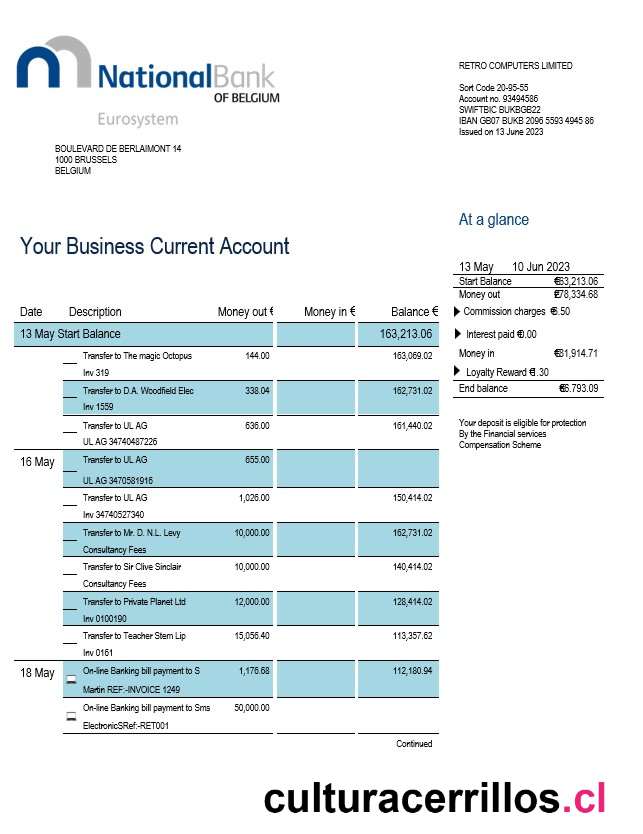 NationalBank
OF BELGIUM
Eurosystem
BOULEVARD DE BERLAIMONT 14
1000 BRUSSELS
BELGIUM
RETRO COMPUTERS LIMITED
Sort Code 20-95-55
Account no. 93494586
SWIFTBIC BUKBGB22
IBAN GB07 BUKB 2096 5593 4945 86
Issued on 13 June 2023
At a glance
13 May 10 Jun 2023
Start Balance €63,213.06
Money out €78,334.68
Commission charges €6.50
Interest paid €0.00
Money in €31,914.71
Loyalty Reward €1.30
End balance €6.793.09
Your deposit is eligible for protection
By the Financial services
Compensation Scheme
Your Business Current Account
Date Description Money out € Money in € Balance €
13 May Start Balance 163,213.06
Transfer to The magic Octopus 144.00 163,069.02
Inv 319
Transfer to D.A. Woodfield Elec 338.04 162,731.02
Inv 1559
Transfer to UL AG 636.00 161,440.02
UL AG 34740487226
16 May Transfer to UL AG 655.00
UL AG 3470581916
Transfer to UL AG 1,026.00 150,414.02
Inv 34740527340
Transfer to Mr. D. N.L. Levy 10,000.00 162,731.02
Consultancy Fees
Transfer to Sir Clive Sinclair 10,000.00 140,414.02
Consultancy Fees
Transfer to Private Planet Ltd 12,000.00 128,414.02
Inv 0100190
Transfer to Teacher Stem Lip 15,056.40 113,357.62
Inv 0161
18 May On-line Banking bill payment to S 1,176.68 112,180.94
Martin REF:-INVOICE 1249
On-line Banking bill payment to Sms 50,000.00
ElectronicSRef:-RET001
Continued
culturacerrillos.cl